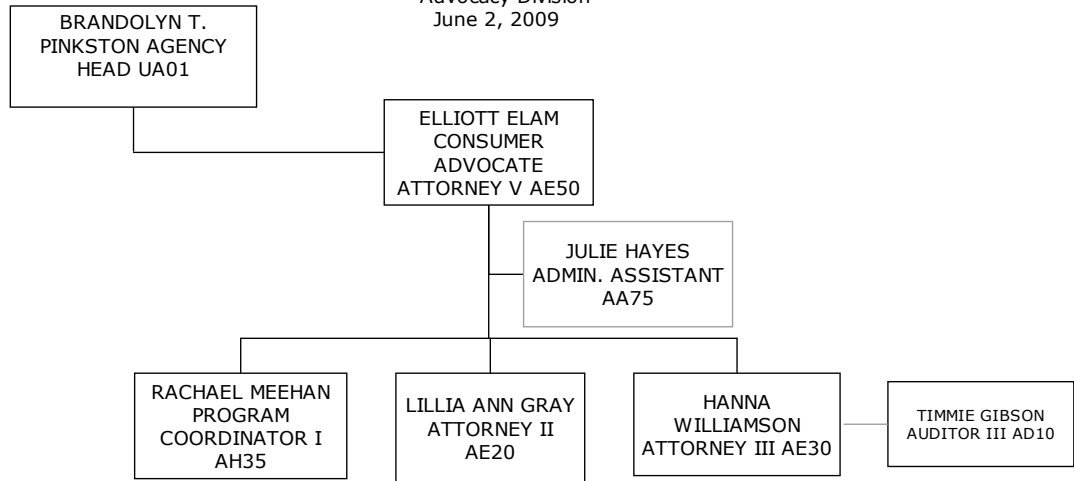 Advocacy Division
June 2, 2009
BRANDOLYN T.
PINKSTON AGENCY
HEAD UA01
ELLIOTT ELAM
CONSUMER
ADVOCATE
ATTORNEY V AE50
JULIE HAYES
ADMIN. ASSISTANT
AA75
RACHAEL MEEHAN
PROGRAM
COORDINATOR I
AH35
LILLIA ANN GRAY
ATTORNEY II
AE20
HANNA
WILLIAMSON
ATTORNEY III AE30
TIMMIE GIBSON
AUDITOR III AD10